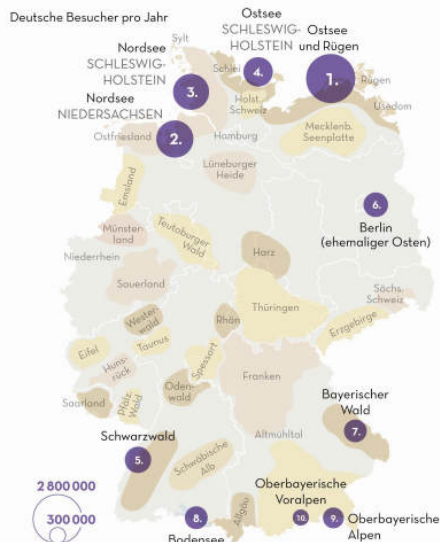 Deutsche Besucher pro Jahr
Sylt
Nordsee
SCHLESWIG-
HOLSTEIN
3.
Schlei
Ostsee
SCHLESWIG-
HOLSTEIN
4.
Ostsee
und Rügen
1.
Rügen
Usedom
Nordsee
NIEDERSACHSEN
2.
Ostfriesland
Holst.
Schweiz
Hamburg
Mecklenb.
Seenplatte
Lüneburger
Heide
Emsland
6.
Berlin
(ehemaliger Osten)
Münster-
land
Teutoburger
Wald
Niederrhein
Harz
Sauerland
Sächs.
Schweiz
Thüringen
Erzgebirge
Wester-
wald
Rhön
Eifel
Taunus
Spessart
Huns-
rück
Franken
Oden-
wald
Saarland
Pfälz.
Wald
Bayerischer
Wald
7.
Altmühltal
Schwarzwald
5.
Schwäbische
Alb
Oberbayerische
Voralpen
10.
9.
Oberbayerische
Alpen
Allgäu
8.
Bodensee
2 800 000
300 000